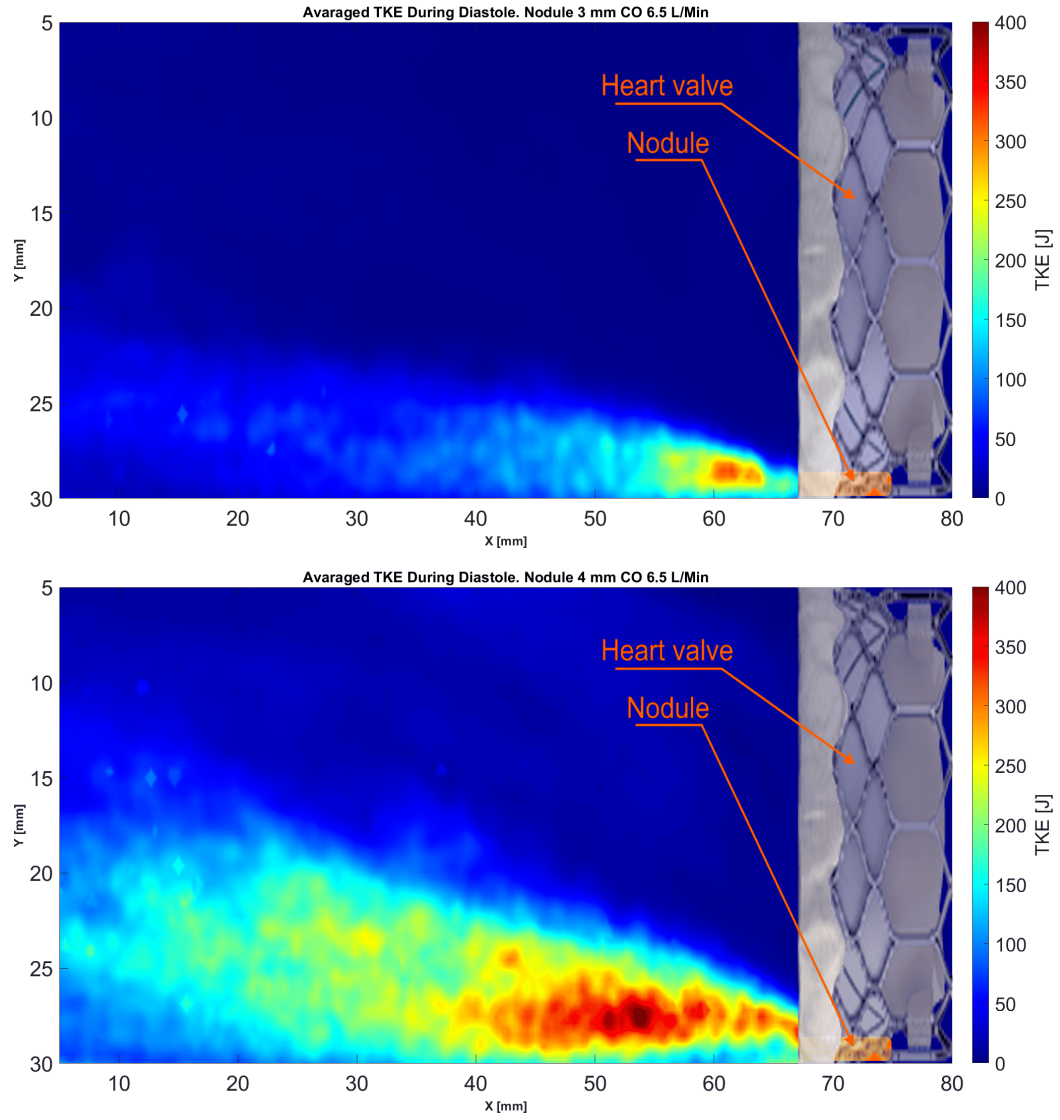 Avaraged TKE During Diastole. Nodule 3 mm CO 6.5 L/Min
5
10
15
20
25
30
Y [mm]
10 20 30 40 50 60 70 80
X [mm]
Heart valve
Nodule
400
350
300
250
200
150
100
50
0
TKE [J]
Avaraged TKE During Diastole. Nodule 4 mm CO 6.5 L/Min
5
10
15
20
25
30
Y [mm]
10 20 30 40 50 60 70 80
X [mm]
Heart valve
Nodule
400
350
300
250
200
150
100
50
0
TKE [J]